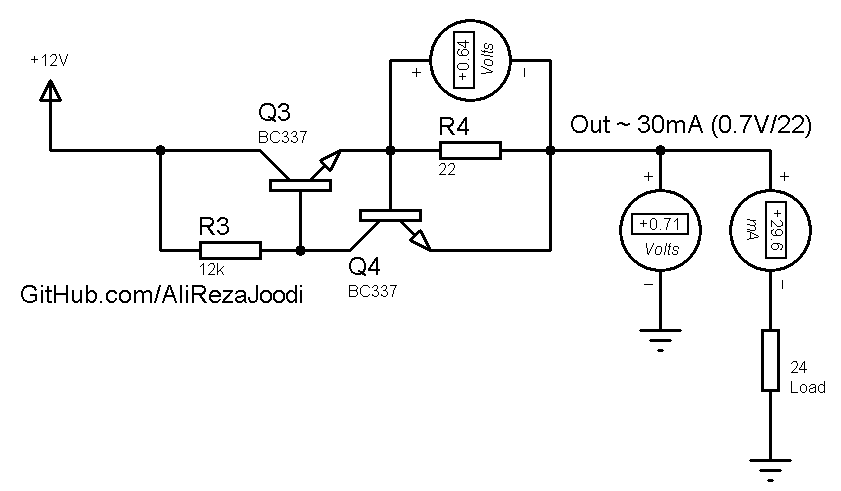 +12V
Q3
BC337
+0.64
Volts
+
-
R4
22
Out ~ 30mA (0.7V/22)
R3
12k
Q4
BC337
+
+0.71
Volts
-
+
+29.6
mA
-
GitHub.com/AliRezaJoodi
24
Load